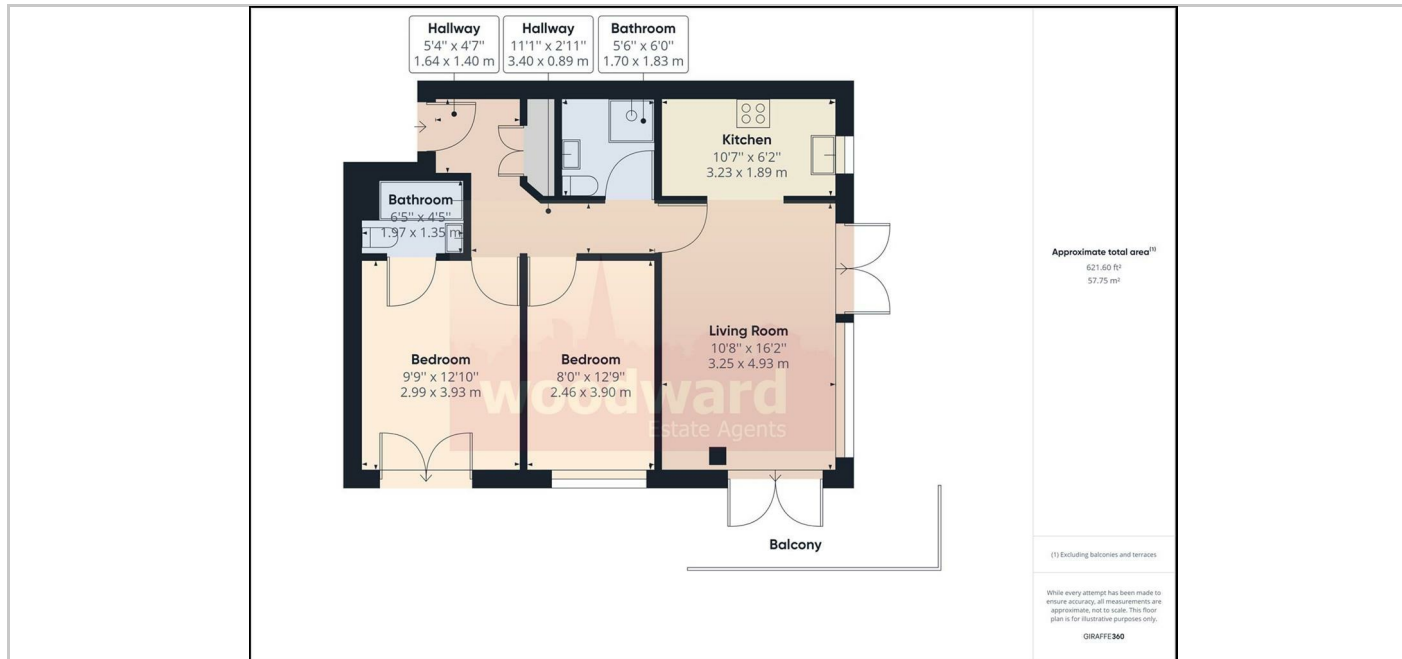 Hallway
5'4'' x 4'7''
1.64 x 1.40 m
Hallway
11'1'' x 2'11''
3.40 x 0.89 m
Bathroom
5'6'' x 6'0''
1.70 x 1.83 m
Kitchen
10'7'' x 6'2''
3.23 x 1.89 m
Bathroom
6'5'' x 4'5''
1.97 x 1.35 m
Living Room
10'8'' x 16'2''
3.25 x 4.93 m
Bedroom
9'9'' x 12'10''
2.99 x 3.93 m
Bedroom
8'0'' x 12'9''
2.46 x 3.90 m
woodward
Estate Agents
Balcony
Approximate total area(1)
621.60 ft²
57.75 m²
(1) Excluding balconies and terraces
While every attempt has been made to
ensure accuracy, all measurements are
approximate, not to scale. This floor
plan is for illustrative purposes only.
GIRAFFE360